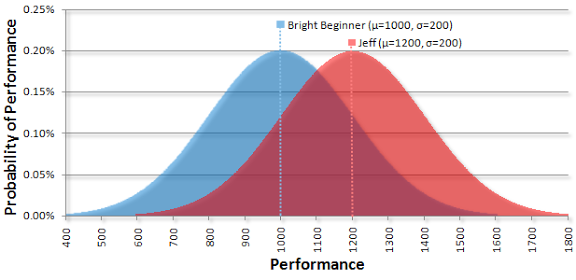 0.25%
Bright Beginner (μ=1000, σ=200)
Jeff (μ=1200, σ=200)
0.20%
0.15%
0.10%
0.05%
0.00%
Probability of Performance
400 500 600 700 800 900 1000 1100 1200 1300 1400 1500 1600 1700 1800
Performance